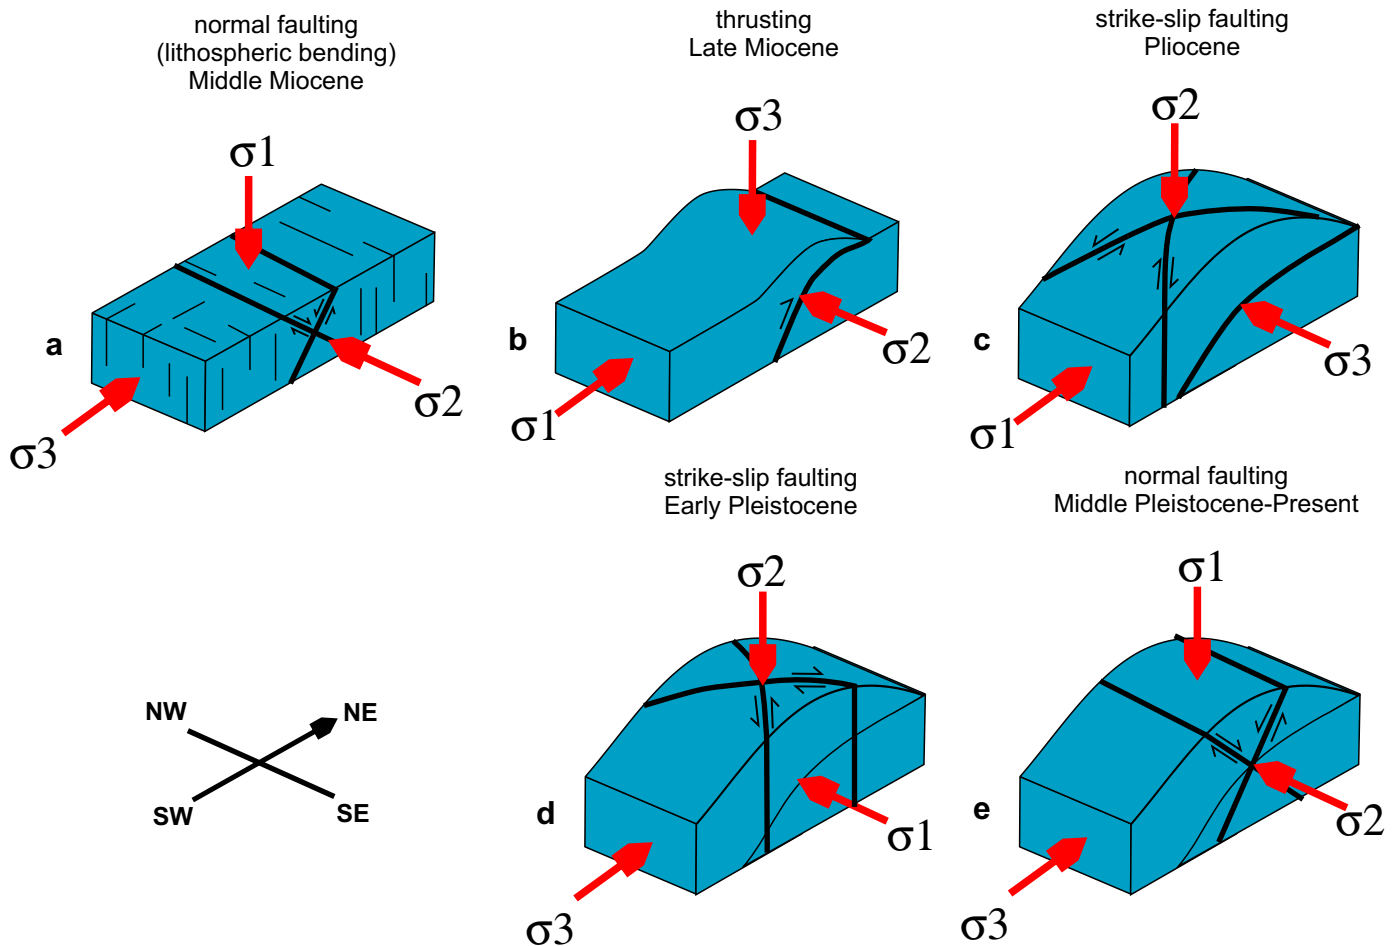 normal faulting
(lithospheric bending)
Middle Miocene
σ1
a
σ2
σ3
thrusting
Late Miocene
σ3
b
σ2
σ1
strike-slip faulting
Pliocene
σ2
c
σ3
σ1
NW
NE
SW
SE
strike-slip faulting
Early Pleistocene
σ2
d
σ1
σ3
normal faulting
Middle Pleistocene-Present
σ1
e
σ2
σ3